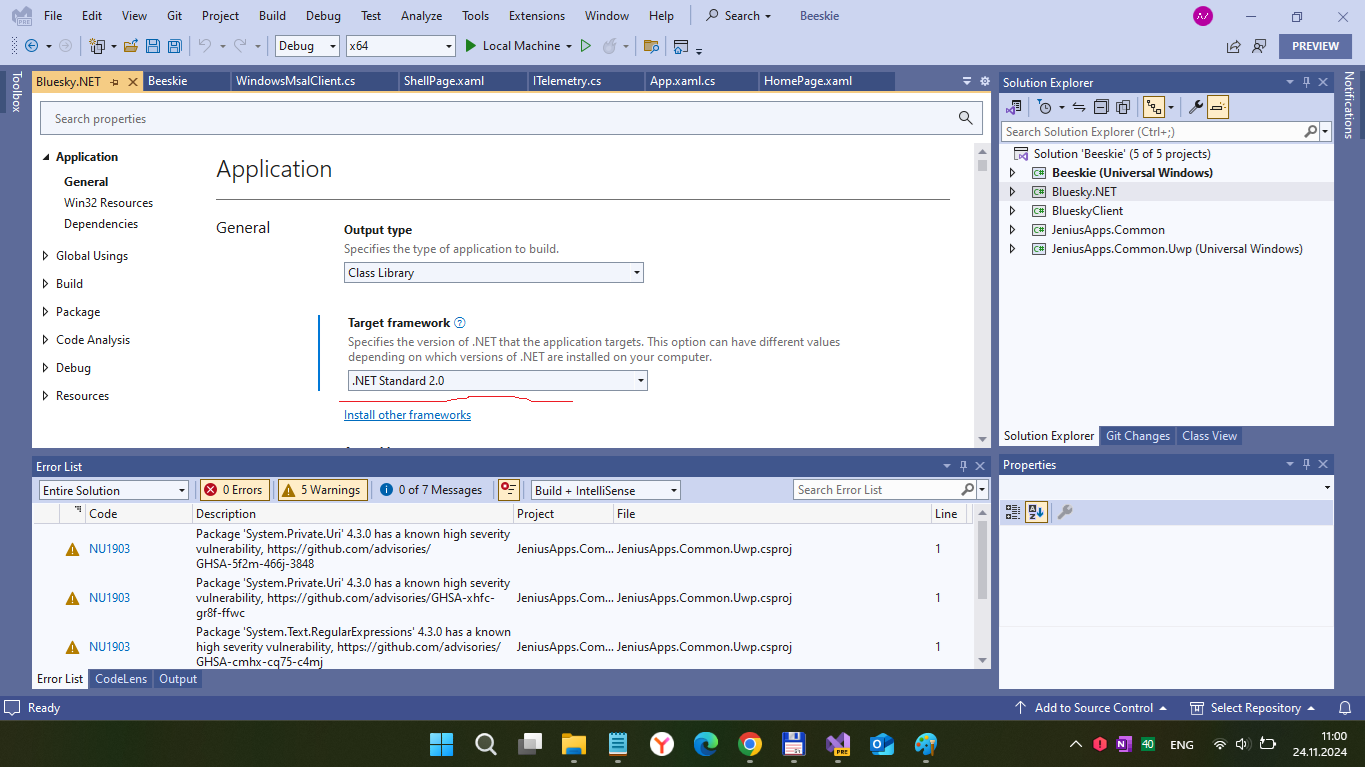 File Edit View Git Project Build Debug Test Analyze Tools Extensions Window Help Search Beeskie
Debug x64 Local Machine PREVIEW
Toolbox
Bluesky.NET Beeskie WindowsMsalClient.cs ShellPage.xaml ITelemetry.cs App.xaml.cs HomePage.xaml
Search properties
Application
General
Win32 Resources
Dependencies
Global Usings
Build
Package
Code Analysis
Debug
Resources
Application
General
Output type
Specifies the type of application to build.
Class Library
Target framework
Specifies the version of .NET that the application targets. This option can have different values
depending on which versions of .NET are installed on your computer.
.NET Standard 2.0
Install other frameworks
Solution Explorer
Search Solution Explorer (Ctrl+;)
Solution 'Beeskie' (5 of 5 projects)
Beeskie (Universal Windows)
Bluesky.NET
BlueskyClient
JeniusApps.Common
JeniusApps.Common.Uwp (Universal Windows)
Solution Explorer Git Changes Class View
Notifications
Properties
Error List
Entire Solution 0 Errors 5 Warnings 0 of 7 Messages Build + IntelliSense Search Error List
Code Description Project File Line
NU1903 Package 'System.Private.Uri' 4.3.0 has a known high severity
vulnerability, https://github.com/advisories/
GHSA-5f2m-466j-3848 JeniusApps.Com... JeniusApps.Common.Uwp.csproj 1
NU1903 Package 'System.Private.Uri' 4.3.0 has a known high severity
vulnerability, https://github.com/advisories/GHSA-xhfc-
gr8f-ffwc JeniusApps.Com... JeniusApps.Common.Uwp.csproj 1
NU1903 Package 'System.Text.RegularExpressions' 4.3.0 has a known
high severity vulnerability, https://github.com/advisories/
GHSA-cmhx-cq75-c4mj JeniusApps.Com... JeniusApps.Common.Uwp.csproj 1
Error List CodeLens Output
Ready Add to Source Control Select Repository
40 ENG 11:00
24.11.2024